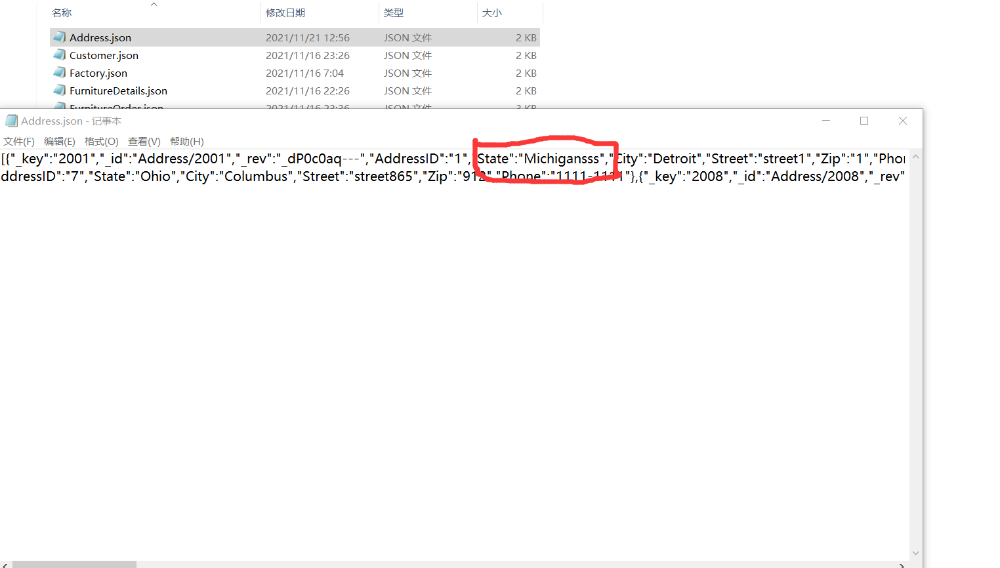 名称 修改日期 类型 大小
Address.json 2021/11/21 12:56 JSON 文件 2 KB
Customer.json 2021/11/16 23:26 JSON 文件 2 KB
Factory.json 2021/11/16 7:04 JSON 文件 2 KB
FurnitureDetails.json 2021/11/16 22:26 JSON 文件 2 KB
FurnitureOrder.json 2021/11/16 23:26 JSON 文件 2 KB
Address.json - 记事本
文件(F) 编辑(E) 格式(O) 查看(V) 帮助(H)
[{"_key":"2001","_id":"Address/2001","_rev":"_dP0c0aq---","AddressID":"1","State":"Michigansss","City":"Detroit","Street":"street1","Zip":"1","Phon
ddressID":"7","State":"Ohio","City":"Columbus","Street":"street865","Zip":"912","Phone":"1111-1111"},{"_key":"2008","_id":"Address/2008","_rev"